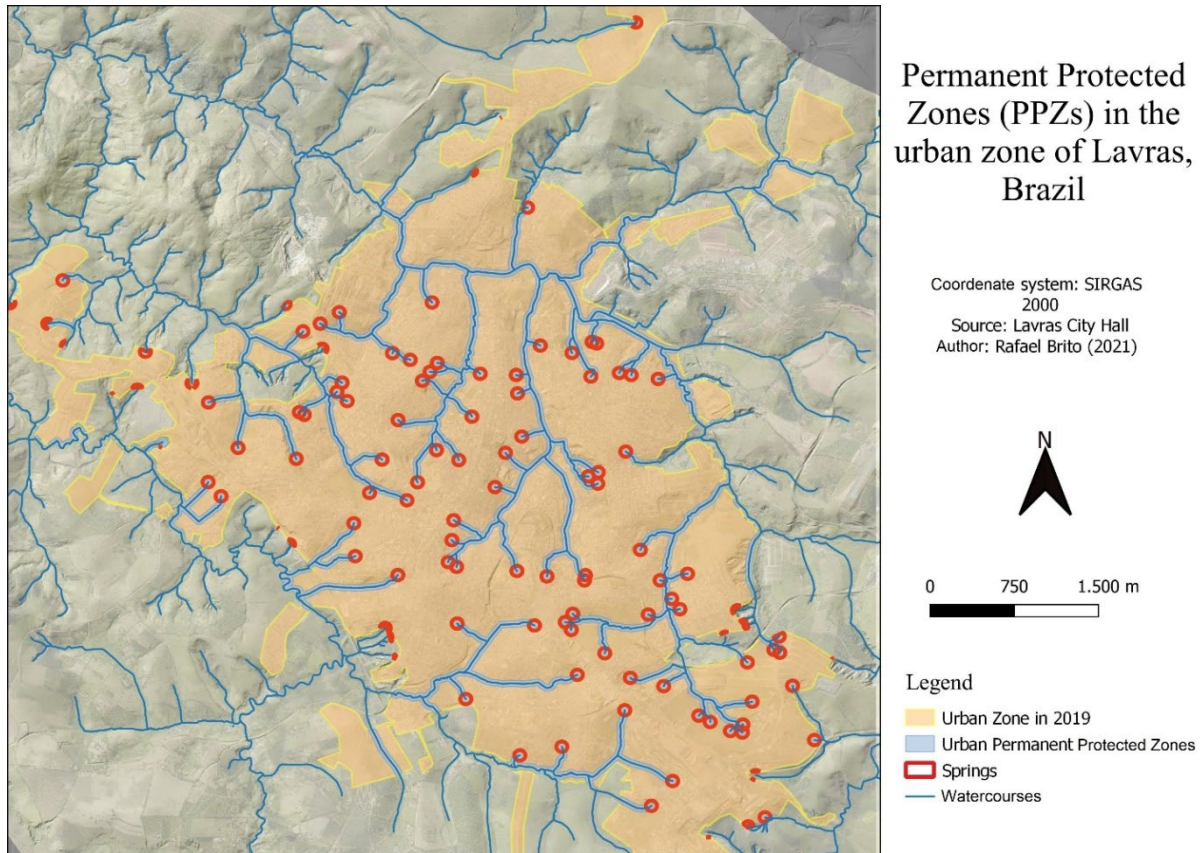 Permanent Protected
Zones (PPZs) in the
urban zone of Lavras,
Brazil
Coordenate system: SIRGAS
2000
Source: Lavras City Hall
Author: Rafael Brito (2021)
N
0 750 1.500 m
Legend
Urban Zone in 2019
Urban Permanent Protected Zones
Springs
Watercourses